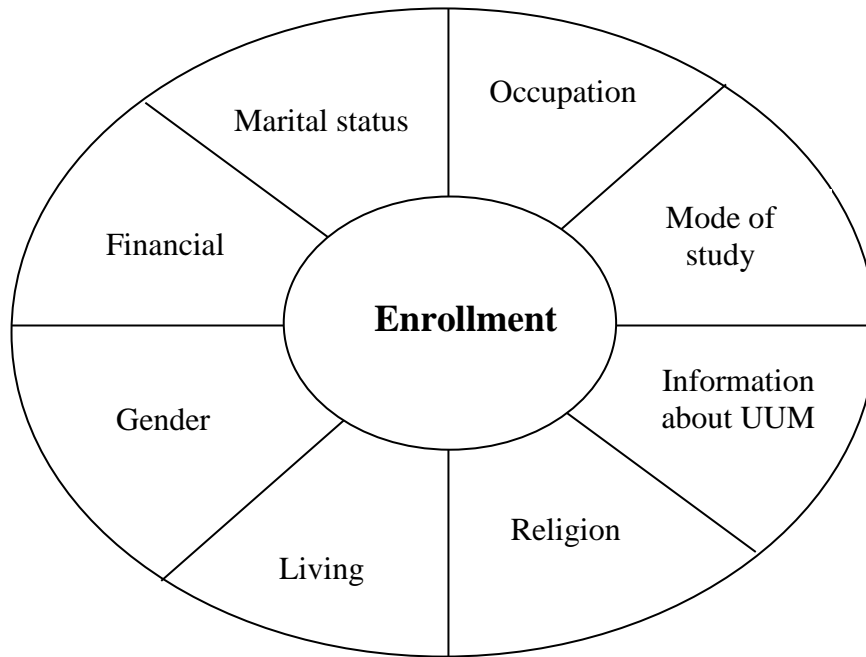 Occupation
Marital status
Mode of
study
Financial
Enrollment
Information
about UUM
Gender
Religion
Living